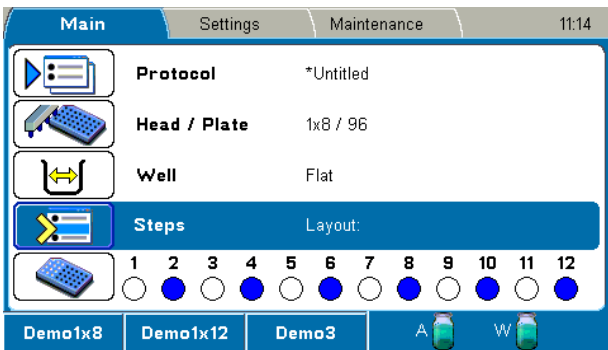 Main Settings Maintenance 11:14
Protocol *Untitled
Head / Plate 1x8 / 96
Well Flat
Steps Layout:
1 2 3 4 5 6 7 8 9 10 11 12
Demo1x8 Demo1x12 Demo3 A W